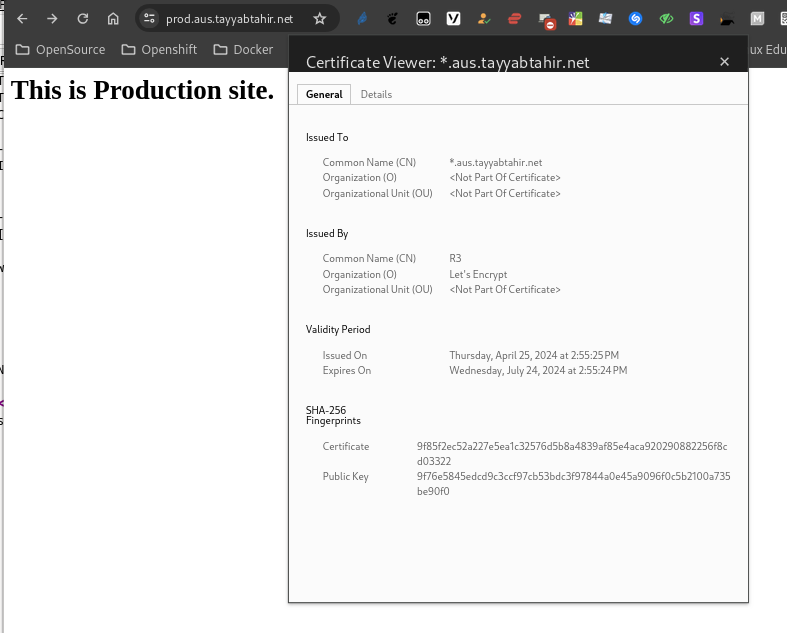 prod.aus.tayyabtahir.net
OpenSource Openshift Docker
This is Production site.
Certificate Viewer: *.aus.tayyabtahir.net
General Details
Issued To
Common Name (CN) *.aus.tayyabtahir.net
Organization (O) <Not Part Of Certificate>
Organizational Unit (OU) <Not Part Of Certificate>
Issued By
Common Name (CN) R3
Organization (O) Let's Encrypt
Organizational Unit (OU) <Not Part Of Certificate>
Validity Period
Issued On Thursday, April 25, 2024 at 2:55:25 PM
Expires On Wednesday, July 24, 2024 at 2:55:24 PM
SHA-256
Fingerprints
Certificate 9f85f2ec52a227e5ea1c32576d5b8a4839af85e4aca920290882256f8c
d03322
Public Key 9f76e5845edcd9c3ccf97cb53bdc3f97844a0e45a9096f0c5b2100a735
be90f0